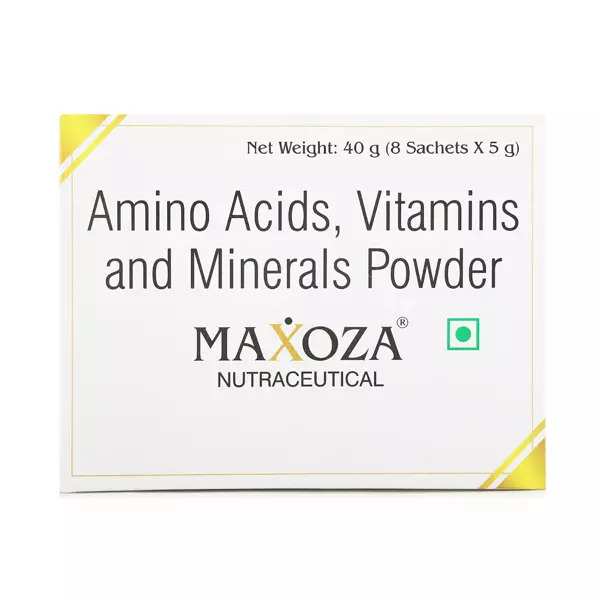 Net Weight: 40 g (8 Sachets X 5 g)
Amino Acids, Vitamins
and Minerals Powder
MAXOZA®
NUTRACEUTICAL